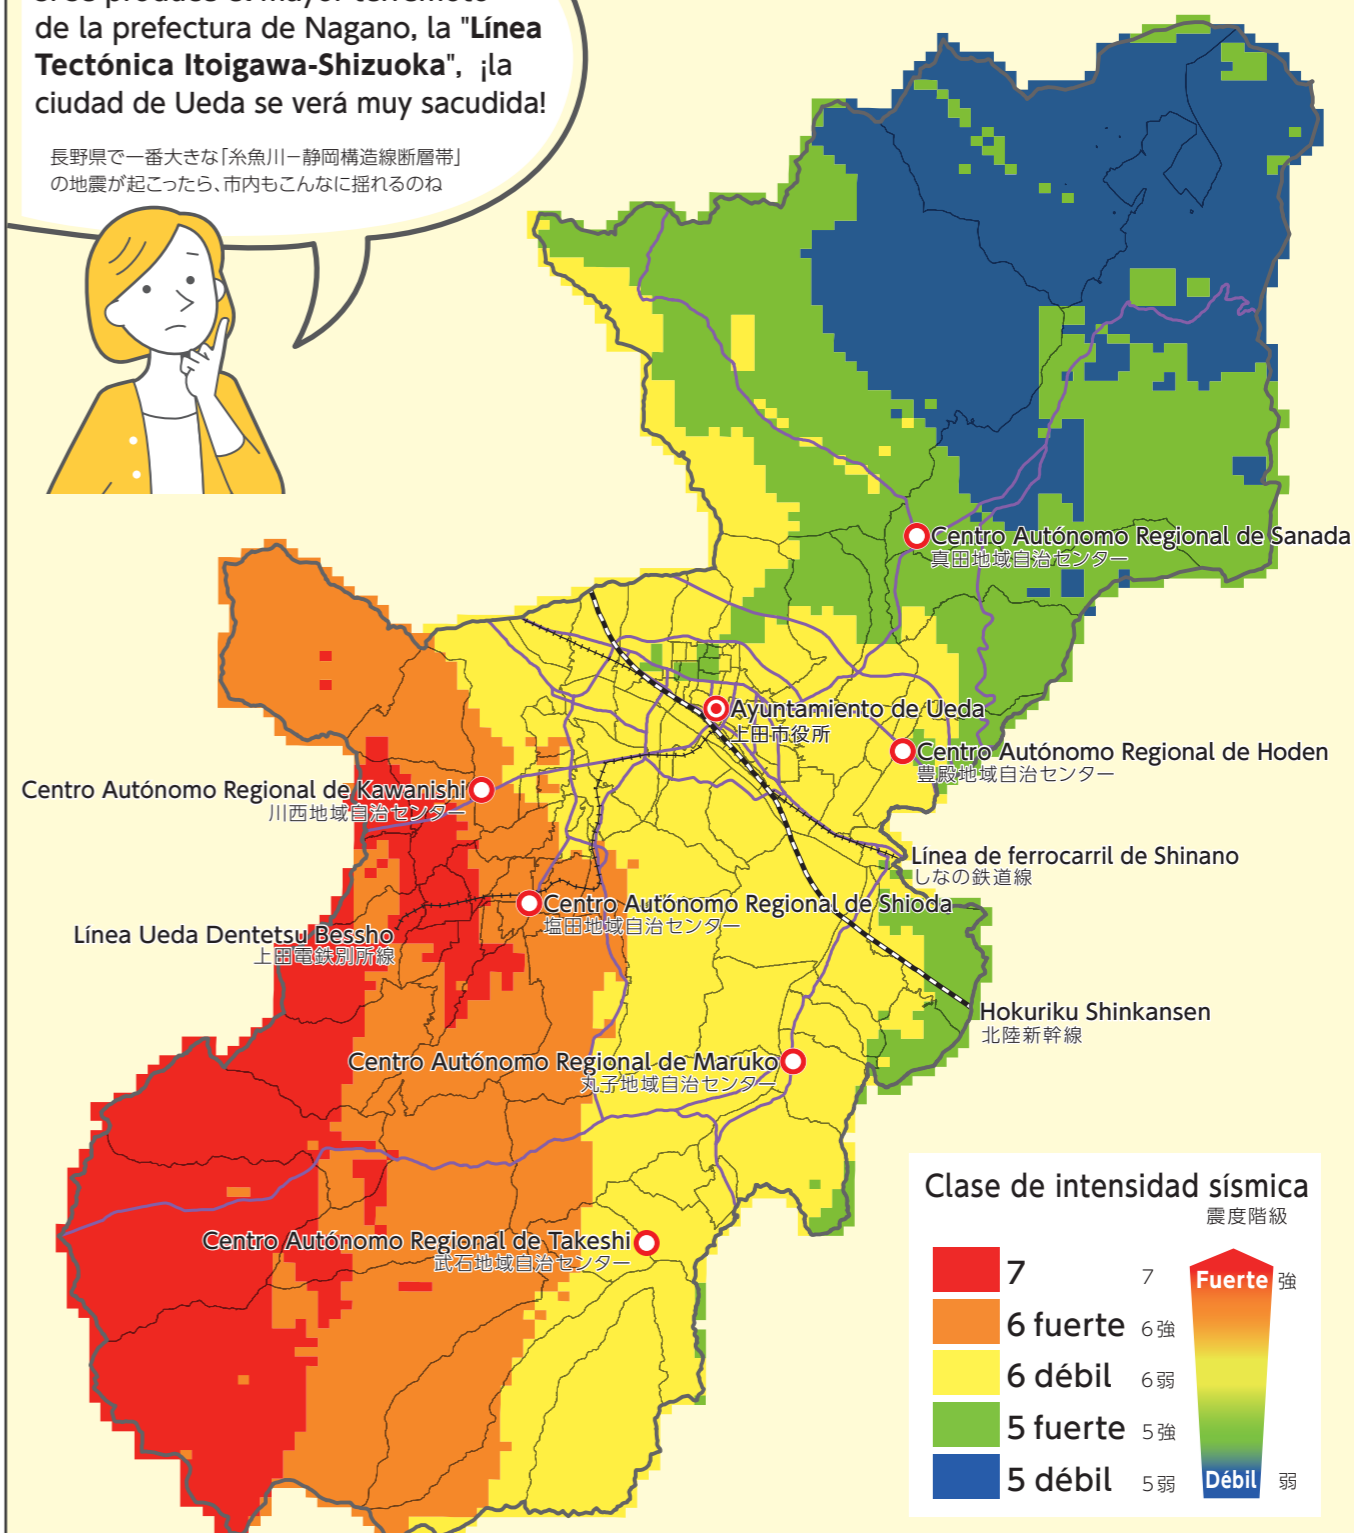 de la prefectura de Nagano, la "Línea
Tectónica Itoigawa-Shizuoka", ¡la
ciudad de Ueda se verá muy sacudida!
長野県で一番大きな「糸魚川−静岡構造線断層帯」
の地震が起こったら、市内もこんなに揺れるのね
Centro Autónomo Regional de Sanada
真田地域自治センター
Ayuntamiento de Ueda
上田市役所
Centro Autónomo Regional de Hoden
豊殿地域自治センター
Centro Autónomo Regional de Kawanishi
川西地域自治センター
Línea de ferrocarril de Shinano
しなの鉄道線
Centro Autónomo Regional de Shioda
塩田地域自治センター
Línea Ueda Dentetsu Bessho
上田電鉄別所線
Hokuriku Shinkansen
北陸新幹線
Centro Autónomo Regional de Maruko
丸子地域自治センター
Centro Autónomo Regional de Takeshi
武石地域自治センター
Clase de intensidad sísmica
震度階級
7 7 Fuerte 強
6 fuerte 6強
6 débil 6弱
5 fuerte 5強
5 débil 5弱 Débil 弱